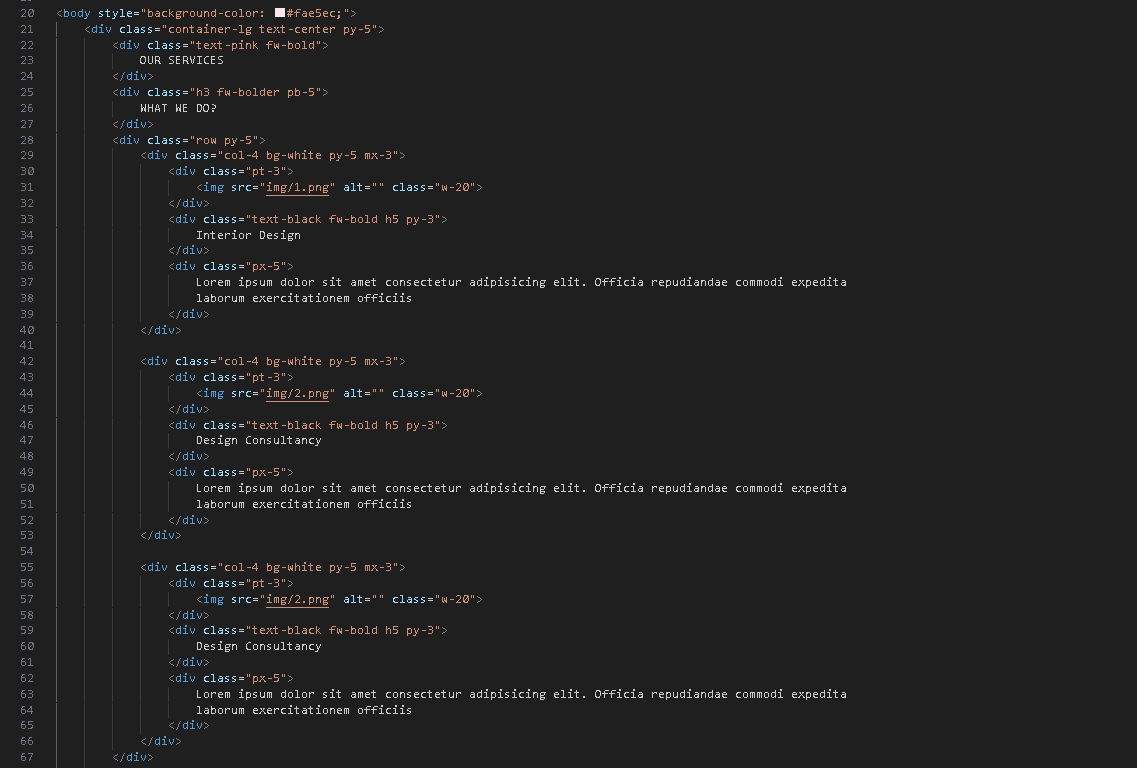 20 <body style="background-color: #fae5ec;">
21 <div class="container-lg text-center py-5">
22 <div class="text-pink fw-bold">
23 OUR SERVICES
24 </div>
25 <div class="h3 fw-bolder pb-5">
26 WHAT WE DO?
27 </div>
28 <div class="row py-5">
29 <div class="col-4 bg-white py-5 mx-3">
30 <div class="pt-3">
31 <img src="img/1.png" alt="" class="w-20">
32 </div>
33 <div class="text-black fw-bold h5 py-3">
34 Interior Design
35 </div>
36 <div class="px-5">
37 Lorem ipsum dolor sit amet consectetur adipisicing elit. Officia repudiandae commodi expedita
38 laborum exercitationem officiis
39 </div>
40 </div>
41
42 <div class="col-4 bg-white py-5 mx-3">
43 <div class="pt-3">
44 <img src="img/2.png" alt="" class="w-20">
45 </div>
46 <div class="text-black fw-bold h5 py-3">
47 Design Consultancy
48 </div>
49 <div class="px-5">
50 Lorem ipsum dolor sit amet consectetur adipisicing elit. Officia repudiandae commodi expedita
51 laborum exercitationem officiis
52 </div>
53 </div>
54
55 <div class="col-4 bg-white py-5 mx-3">
56 <div class="pt-3">
57 <img src="img/2.png" alt="" class="w-20">
58 </div>
59 <div class="text-black fw-bold h5 py-3">
60 Design Consultancy
61 </div>
62 <div class="px-5">
63 Lorem ipsum dolor sit amet consectetur adipisicing elit. Officia repudiandae commodi expedita
64 laborum exercitationem officiis
65 </div>
66 </div>
67 </div>